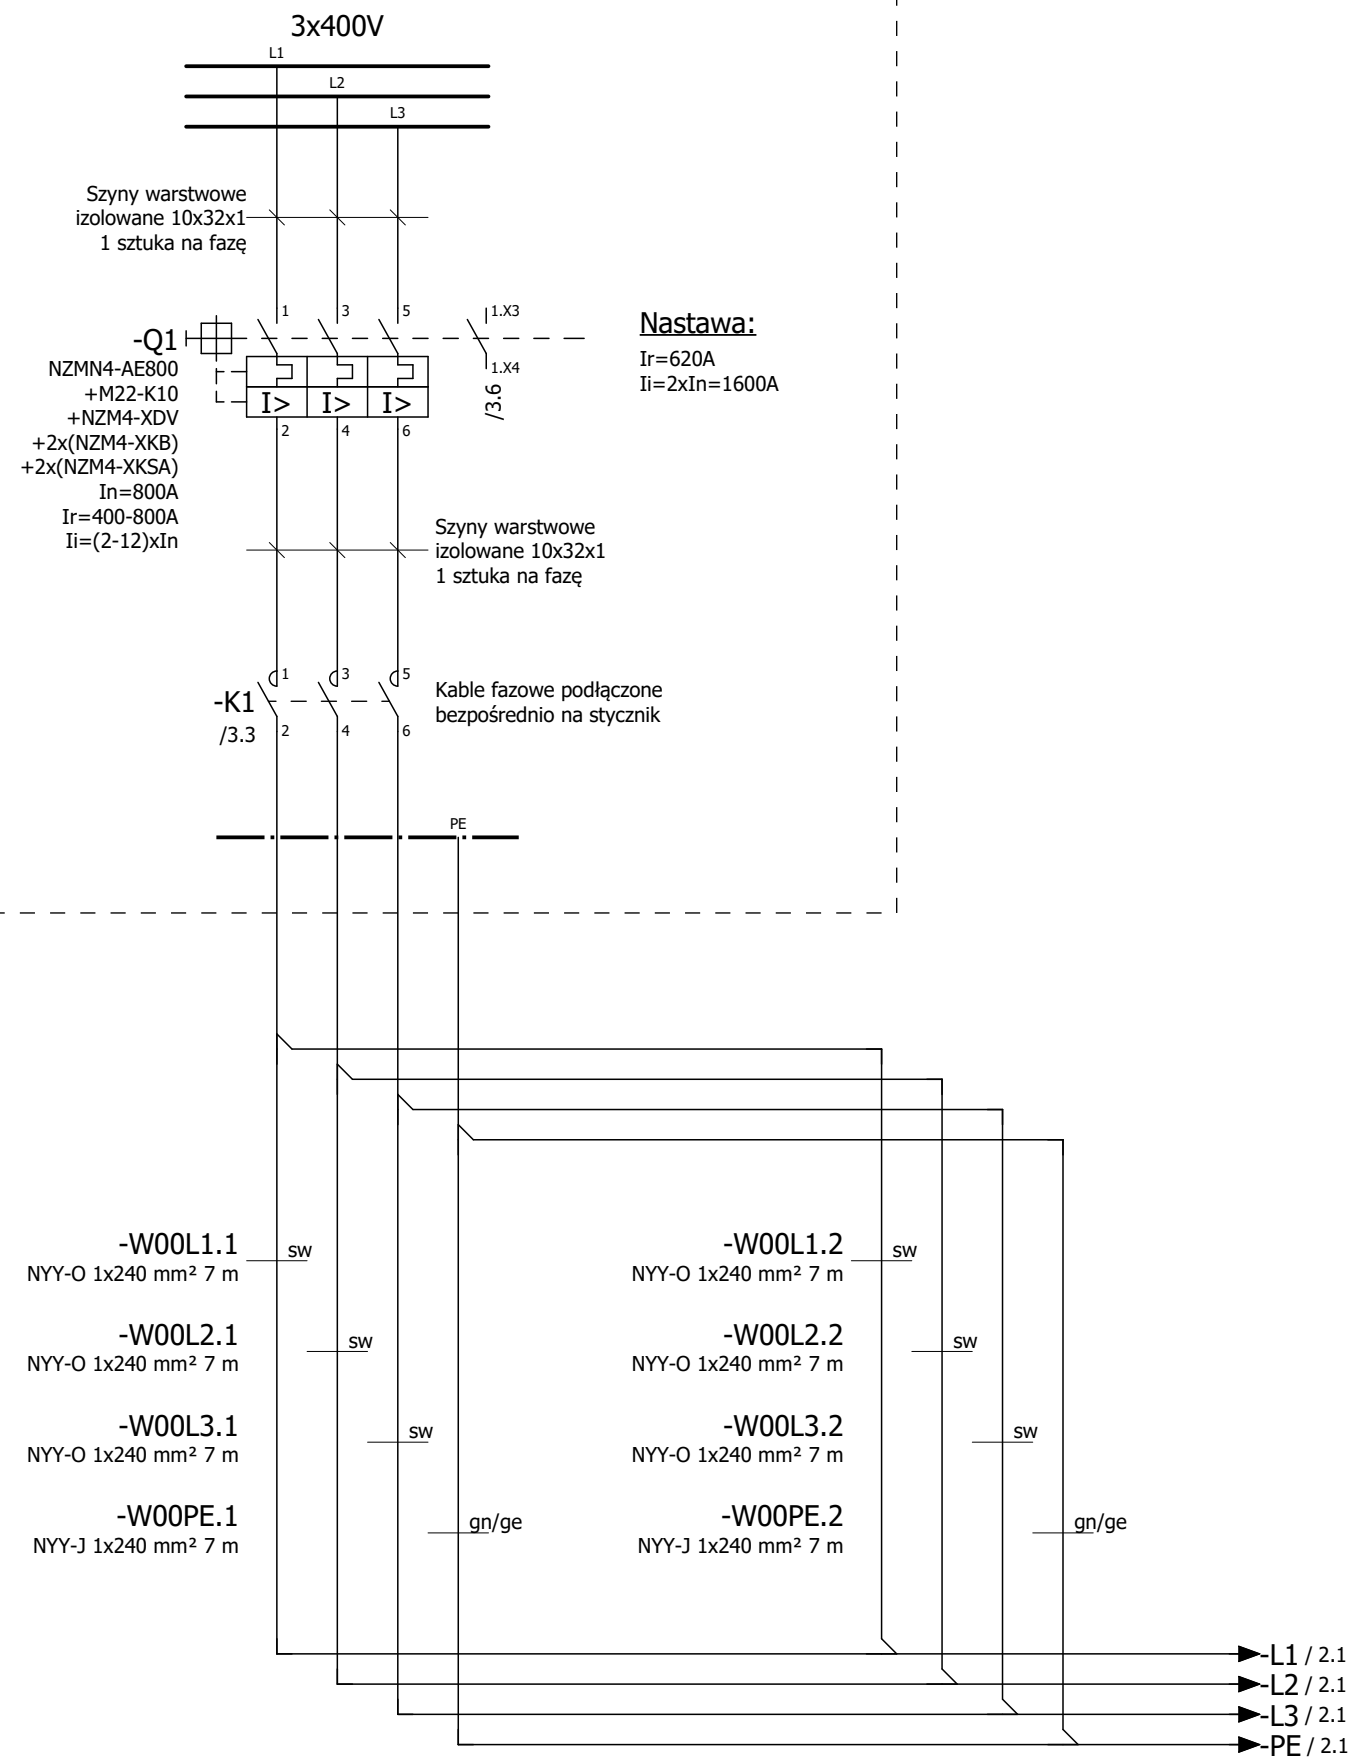 3x400V
L1
L2
L3
Szyny warstwowe
izolowane 10x32x1
1 sztuka na fazę
1
3
5
1.X3
-Q1
NZMN4-AE800
+M22-K10
+NZM4-XDV
+2x(NZM4-XKB)
+2x(NZM4-XKSA)
In=800A
Ir=400-800A
Ii=(2-12)xIn
I>
I>
I>
1.X4
/3.6
2
4
6
Nastawa:
Ir=620A
Ii=2xIn=1600A
Szyny warstwowe
izolowane 10x32x1
1 sztuka na fazę
1
3
5
-K1
/3.3
2
4
6
Kable fazowe podłączone
bezpośrednio na stycznik
PE
-W00L1.1
NYY-O 1x240 mm² 7 m
sw
-W00L1.2
NYY-O 1x240 mm² 7 m
sw
-W00L2.1
NYY-O 1x240 mm² 7 m
sw
-W00L2.2
NYY-O 1x240 mm² 7 m
sw
-W00L3.1
NYY-O 1x240 mm² 7 m
sw
-W00L3.2
NYY-O 1x240 mm² 7 m
sw
-W00PE.1
NYY-J 1x240 mm² 7 m
gn/ge
-W00PE.2
NYY-J 1x240 mm² 7 m
gn/ge
-L1 / 2.1
-L2 / 2.1
-L3 / 2.1
-PE / 2.1